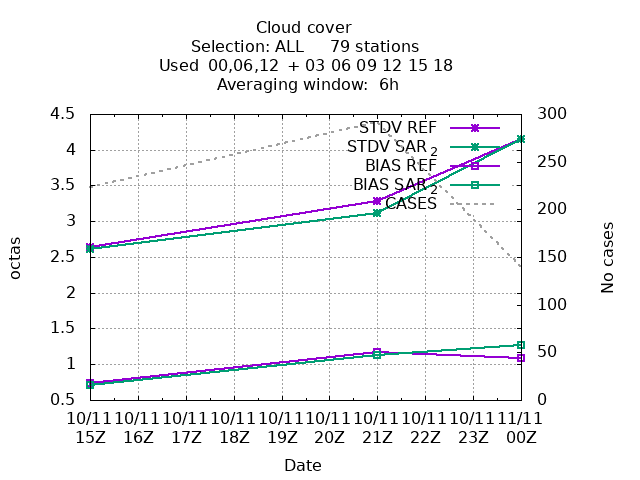 Cloud cover
Selection: ALL 79 stations
Used 00,06,12 + 03 06 09 12 15 18
Averaging window: 6h
4.5
4
3.5
3
2.5
2
1.5
1
0.5
octas
300
250
200
150
100
50
0
No cases
STDV REF
STDV SAR 2
BIAS REF
BIAS SAR 2
CASES
10/11 10/11 10/11 10/11 10/11 10/11 10/11 10/11 10/11 11/11
15Z 16Z 17Z 18Z 19Z 20Z 21Z 22Z 23Z 00Z
Date